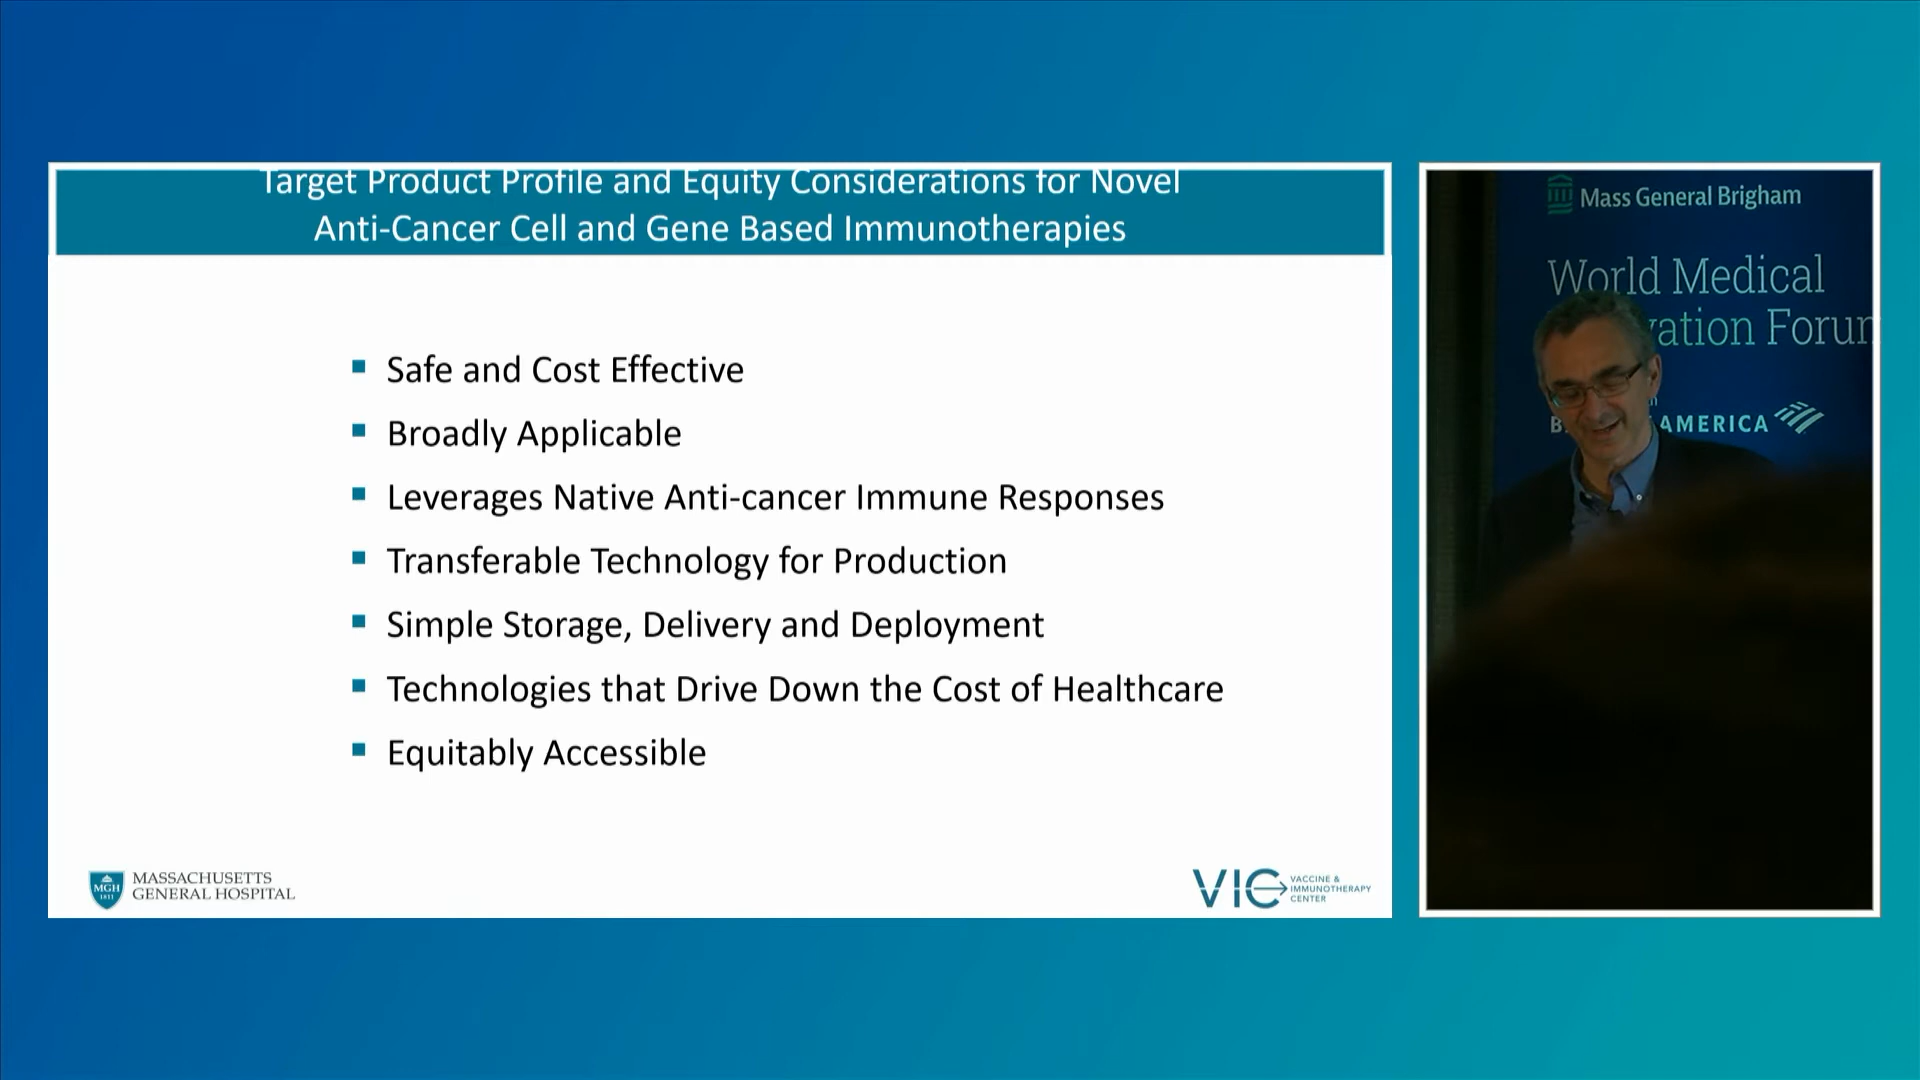 Target Product Profile and Equity Considerations for Novel
Anti-Cancer Cell and Gene Based Immunotherapies
Safe and Cost Effective
Broadly Applicable
Leverages Native Anti-cancer Immune Responses
Transferable Technology for Production
Simple Storage, Delivery and Deployment
Technologies that Drive Down the Cost of Healthcare
Equitably Accessible
MGH
1811
MASSACHUSETTS
GENERAL HOSPITAL
VIC
VACCINE &
IMMUNOTHERAPY
CENTER
Mass General Brigham
World Medical
vation Forum
AMERICA